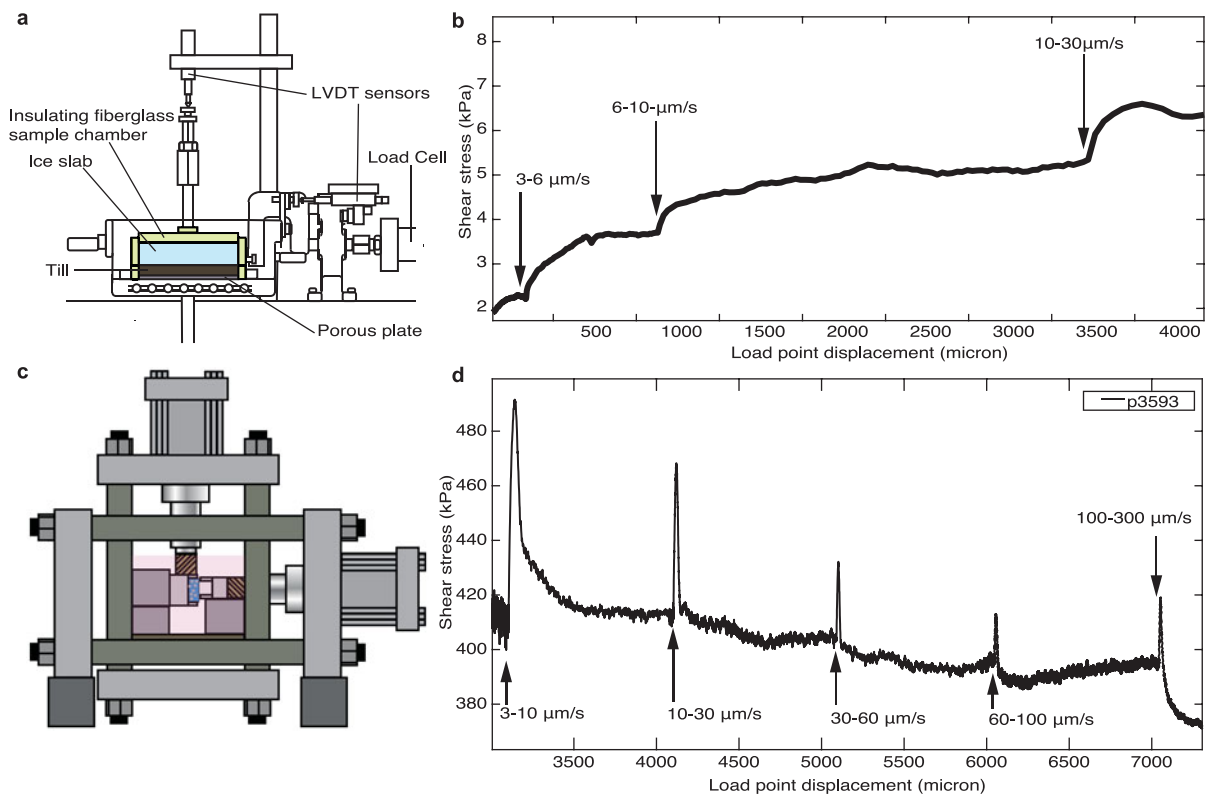 a
LVDT sensors
Insulating fiberglass
sample chamber
Ice slab
Load Cell
Till
Porous plate
b
8
7
6
5
4
3
2
Shear stress (kPa)
3-6 μm/s
6-10-μm/s
10-30μm/s
500
1000
1500
2000
2500
3000
3500
4000
Load point displacement (micron)
c
d
p3593
480
460
440
420
400
380
Shear stress (kPa)
100-300 μm/s
3-10 μm/s
10-30 μm/s
30-60 μm/s
60-100 μm/s
3500
4000
4500
5000
5500
6000
6500
7000
Load point displacement (micron)